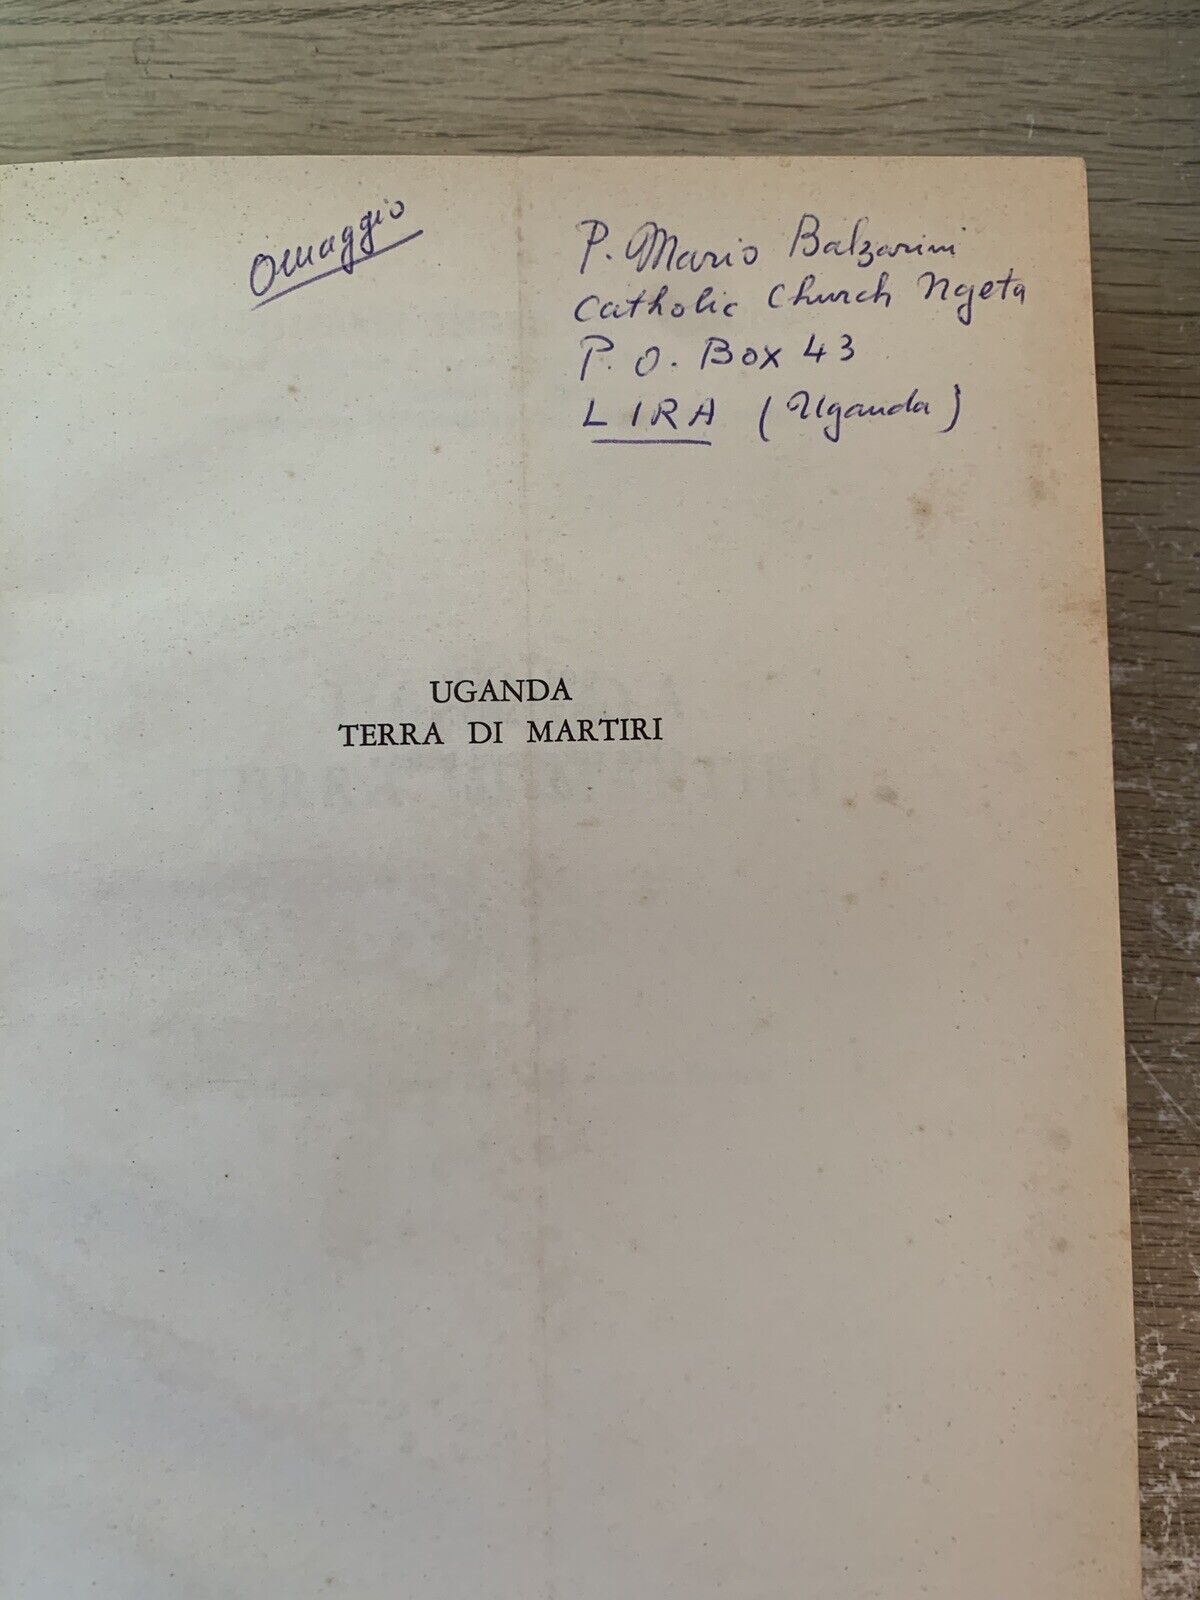 Omaggio
P. Mario Balzarini
Catholic Church Ngeta
P. O. Box 43
LIRA (Uganda)
UGANDA
TERRA DI MARTIRI